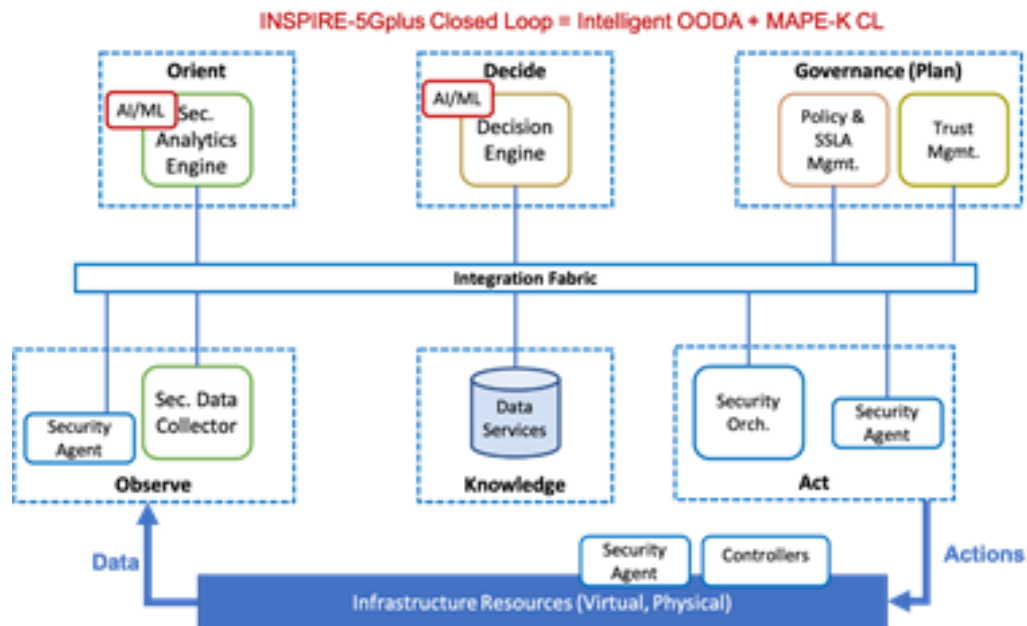 INSPIRE-5Gplus Closed Loop = Intelligent OODA + MAPE-K CL
Orient
AI/ML
Sec.
Analytics
Engine
Decide
AI/ML
Decision
Engine
Governance (Plan)
Policy &
SSLA
Mgmt.
Trust
Mgmt.
Integration Fabric
Security
Agent
Sec. Data
Collector
Observe
Data
Services
Knowledge
Security
Orch.
Security
Agent
Act
Data
Security
Agent
Controllers
Actions
Infrastructure Resources (Virtual, Physical)